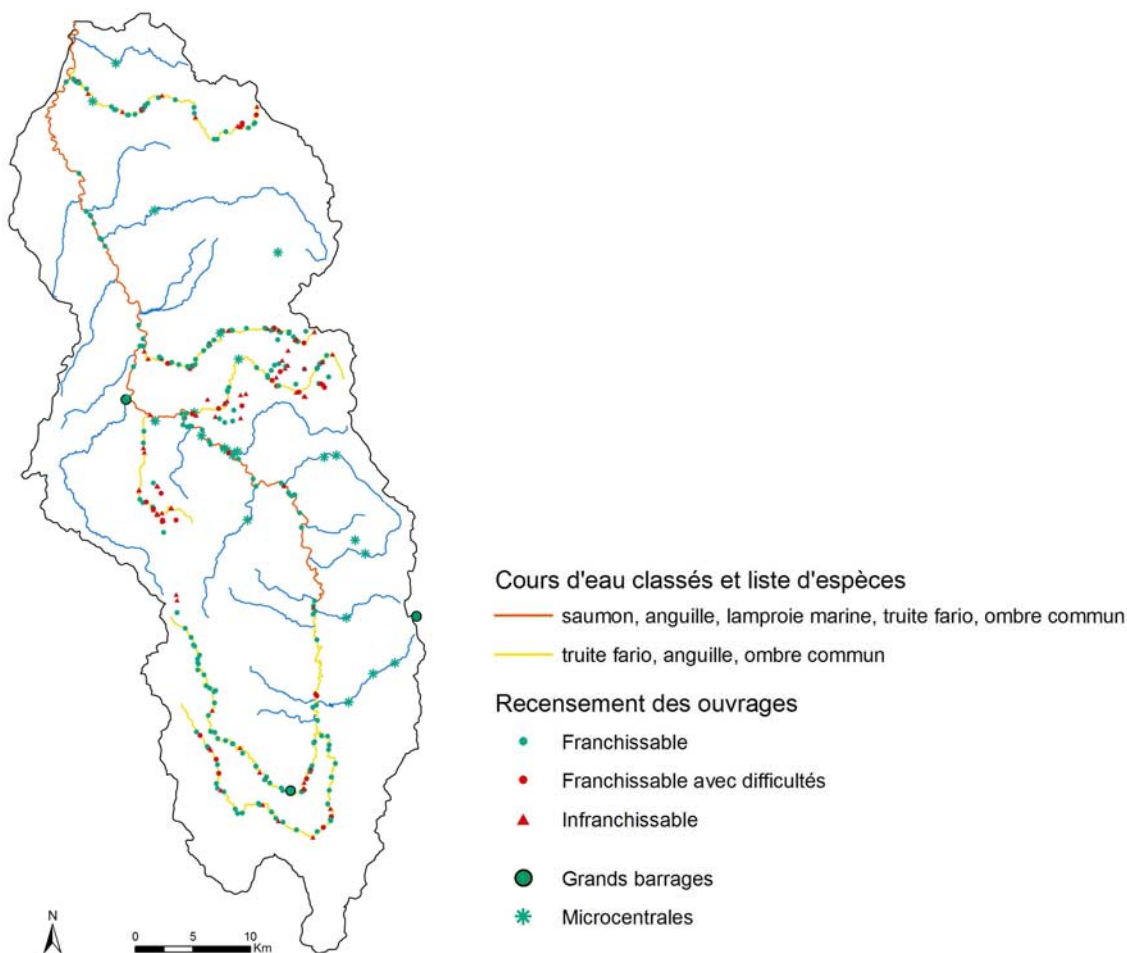 Cours d'eau classés et liste d'espèces
saumon, anguille, lamproie marine, truite fario, ombre commun
truite fario, anguille, ombre commun
Recensement des ouvrages
Franchissable
Franchissable avec difficultés
Infranchissable
Grands barrages
Microcentrales
N
0 5 10
Km